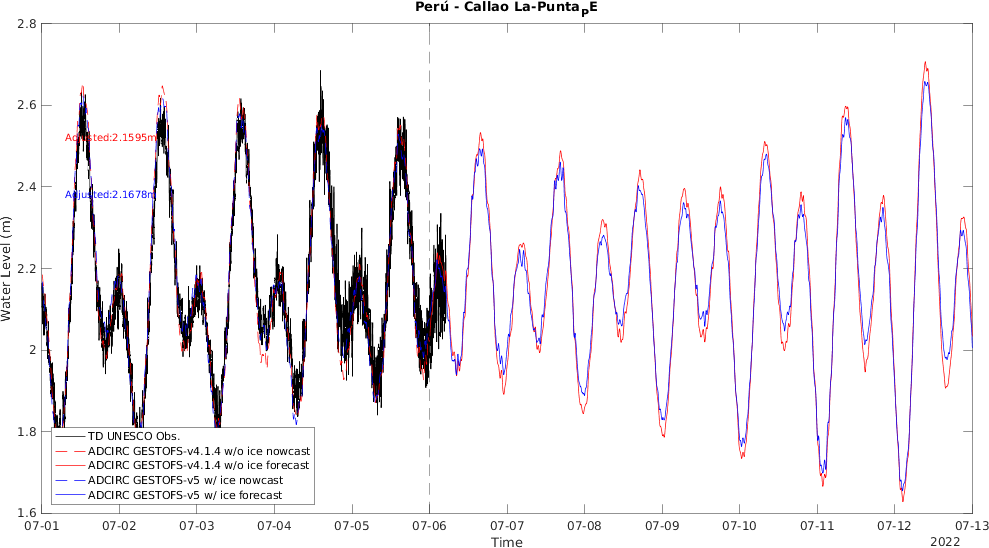 Perú - Callao La-PuntaPE
Water Level (m)
2.8
2.6
2.4
2.2
2
1.8
1.6
Adjusted:2.1595m
Adjusted:2.1678m
TD UNESCO Obs.
ADCIRC GESTOFS-v4.1.4 w/o ice nowcast
ADCIRC GESTOFS-v4.1.4 w/o ice forecast
ADCIRC GESTOFS-v5 w/ ice nowcast
ADCIRC GESTOFS-v5 w/ ice forecast
07-01 07-02 07-03 07-04 07-05 07-06 07-07 07-08 07-09 07-10 07-11 07-12 07-13
Time
2022